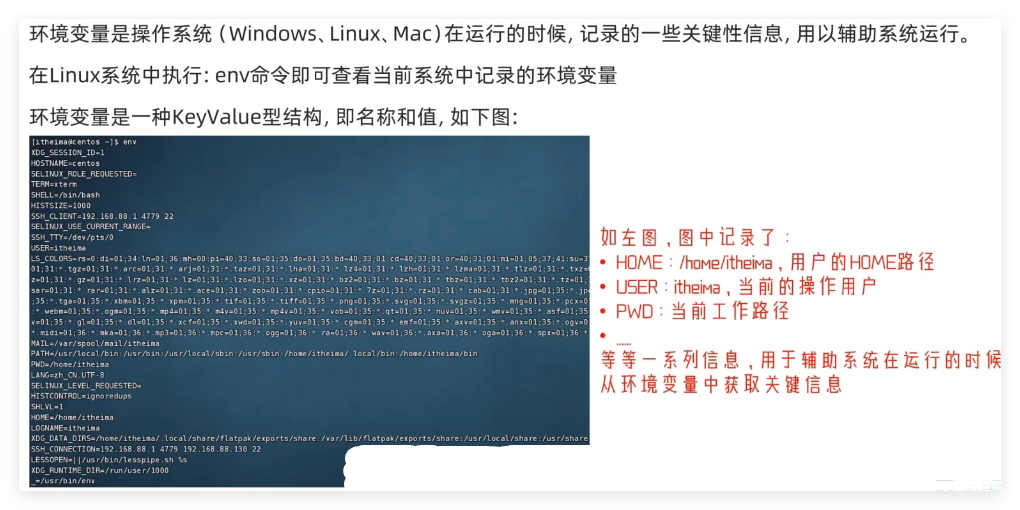 环境变量是操作系统（Windows、Linux、Mac）在运行的时候，记录的一些关键性信息，用以辅助系统运行。
在Linux系统中执行：env命令即可查看当前系统中记录的环境变量
环境变量是一种KeyValue型结构，即名称和值，如下图：
[itheima@centos ~]$ env
XDG_SESSION_ID=1
HOSTNAME=centos
SELINUX_ROLE_REQUESTED=
TERM=xterm
SHELL=/bin/bash
HISTSIZE=1000
SSH_CLIENT=192.168.88.1 4779 22
SELINUX_USE_CURRENT_RANGE=
SSH_TTY=/dev/pts/0
USER=itheima
LS_COLORS=rs=0:di=01;34:ln=01;36:mh=00:pi=40;33:so=01;35:do=01;35:bd=40;33;01:cd=40;33;01:or=40;31;01:mi=01;05;37;41:su=37
01;31:*.tgz=01;31:*.arc=01;31:*.arj=01;31:*.taz=01;31:*.lha=01;31:*.lz4=01;31:*.lzh=01;31:*.lzma=01;31:*.tlz=01;31:*.txz=0
z=01;31:*.gz=01;31:*.lrz=01;31:*.lz=01;31:*.lzo=01;31:*.xz=01;31:*.bz2=01;31:*.bz=01;31:*.tbz=01;31:*.tbz2=01;31:*.tz=01;
sar=01;31:*.rar=01;31:*.alz=01;31:*.ace=01;31:*.zoo=01;31:*.cpio=01;31:*.7z=01;31:*.rz=01;31:*.cab=01;31:*.jpg=01;35:*.jp
;35:*.tga=01;35:*.xbm=01;35:*.xpm=01;35:*.tif=01;35:*.tiff=01;35:*.png=01;35:*.svg=01;35:*.svgz=01;35:*.mng=01;35:*.pcx=0
:*.webm=01;35:*.ogm=01;35:*.mp4=01;35:*.m4v=01;35:*.mp4v=01;35:*.vob=01;35:*.qt=01;35:*.nuv=01;35:*.wmv=01;35:*.asf=01;35
v=01;35:*.gl=01;35:*.dl=01;35:*.xcf=01;35:*.xwd=01;35:*.yuv=01;35:*.cgm=01;35:*.emf=01;35:*.axv=01;35:*.anx=01;35:*.ogv=0
:*.midi=01;36:*.mka=01;36:*.mp3=01;36:*.mpc=01;36:*.ogg=01;36:*.ra=01;36:*.wav=01;36:*.axa=01;36:*.oga=01;36:*.spx=01;36:*
MAIL=/var/spool/mail/itheima
PATH=/usr/local/bin:/usr/bin:/usr/local/sbin:/usr/sbin:/home/itheima/.local/bin:/home/itheima/bin
PWD=/home/itheima
LANG=zh_CN.UTF-8
SELINUX_LEVEL_REQUESTED=
HISTCONTROL=ignoredups
SHLVL=1
HOME=/home/itheima
LOGNAME=itheima
XDG_DATA_DIRS=/home/itheima/.local/share/flatpak/exports/share:/var/lib/flatpak/exports/share:/usr/local/share:/usr/share
SSH_CONNECTION=192.168.88.1 4779 192.168.88.130 22
LESSOPEN=||/usr/bin/lesspipe.sh %s
XDG_RUNTIME_DIR=/run/user/1000
_=/usr/bin/env
如左图，图中记录了：
• HOME：/home/itheima，用户的HOME路径
• USER：itheima，当前的操作用户
• PWD：当前工作路径
• ……
等等一系列信息，用于辅助系统在运行的时候
从环境变量中获取关键信息